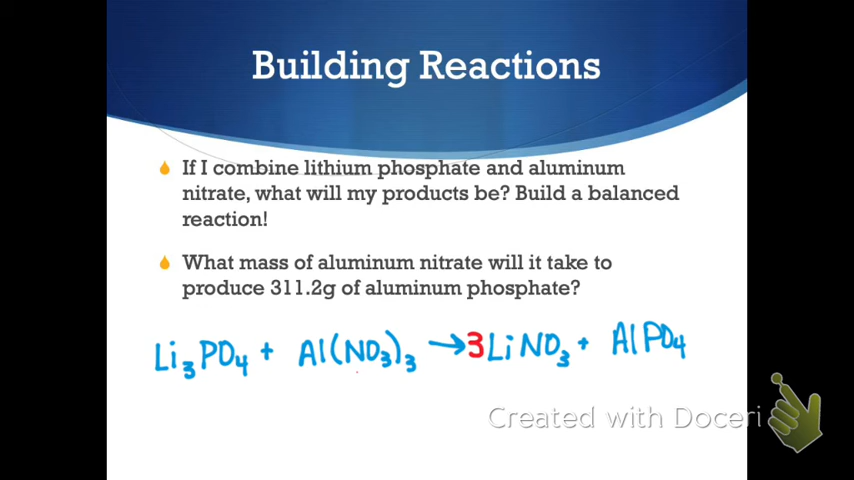 Building Reactions
If I combine lithium phosphate and aluminum
nitrate, what will my products be? Build a balanced
reaction!
What mass of aluminum nitrate will it take to
produce 311.2g of aluminum phosphate?
Li₃PO₄ + Al(NO₃)₃ → 3LiNO₃ + AlPO₄
Created with Doceri